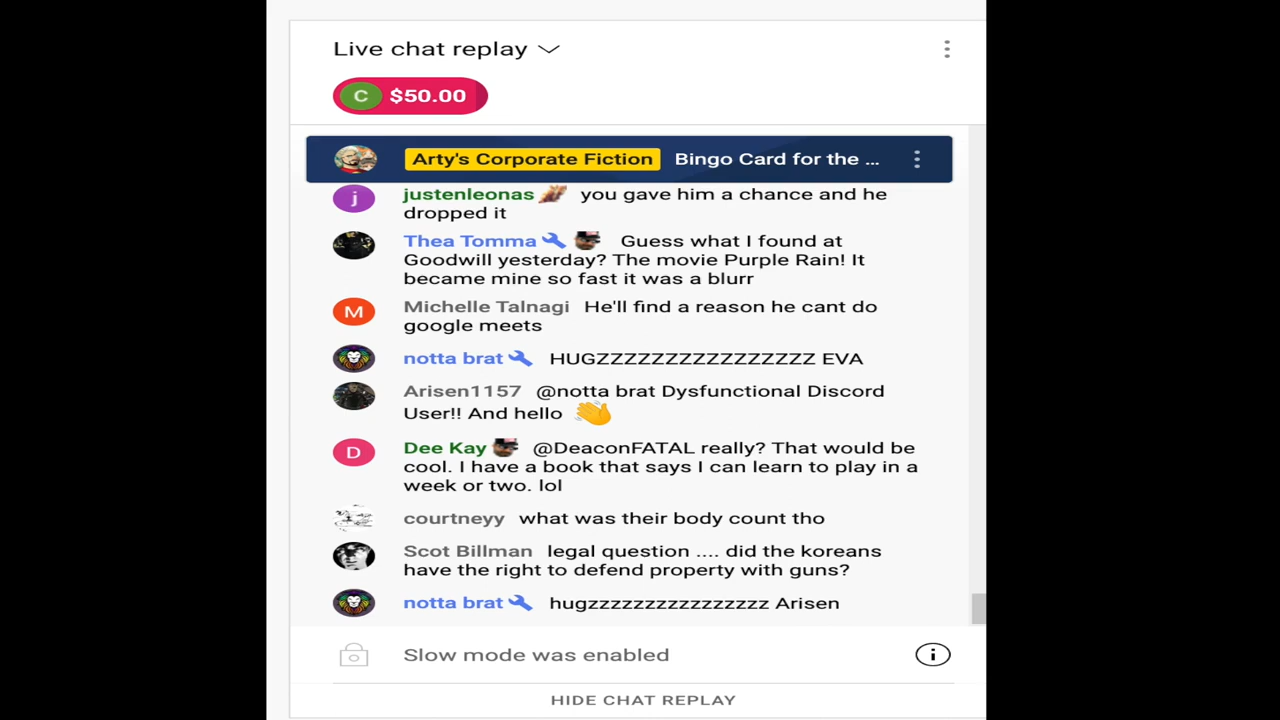 Live chat replay
C $50.00
Arty's Corporate Fiction Bingo Card for the ...
j justenleonas you gave him a chance and he
dropped it
Thea Tomma Guess what I found at
Goodwill yesterday? The movie Purple Rain! It
became mine so fast it was a blurr
M Michelle Talnagi He'll find a reason he cant do
google meets
notta brat HUGZZZZZZZZZZZZZZZZ EVA
Arisen1157 @notta brat Dysfunctional Discord
User!! And hello
D Dee Kay @DeaconFATAL really? That would be
cool. I have a book that says I can learn to play in a
week or two. lol
courtneyy what was their body count tho
Scot Billman legal question .... did the koreans
have the right to defend property with guns?
notta brat hugzzzzzzzzzzzzzzzz Arisen
Slow mode was enabled
HIDE CHAT REPLAY